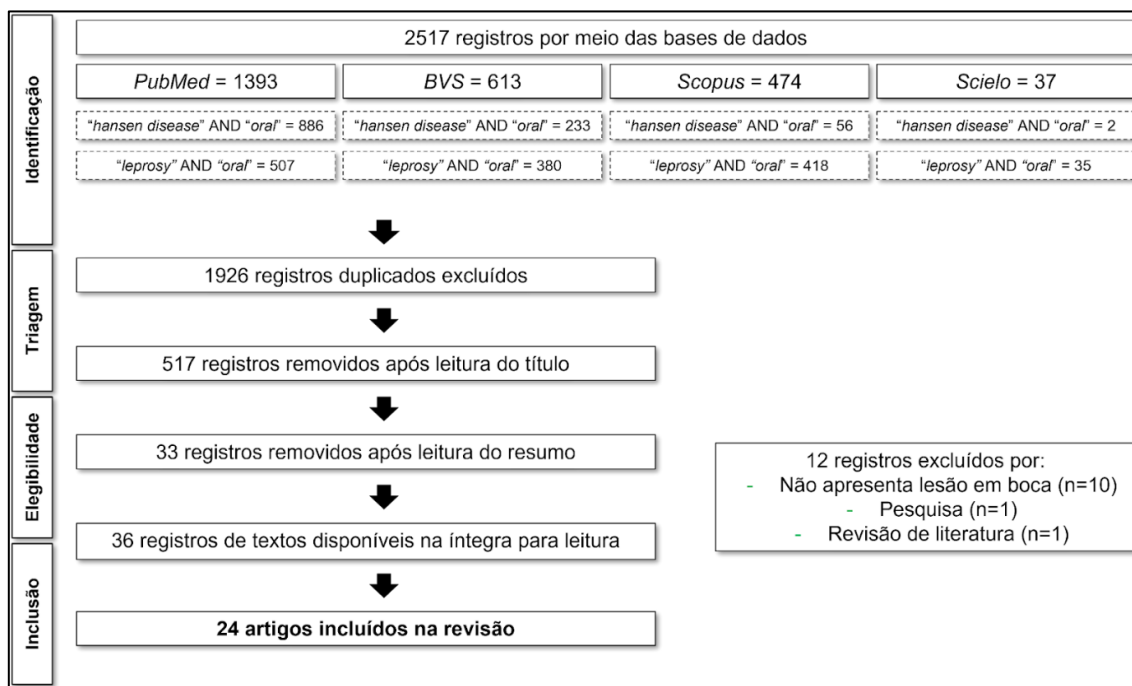 Identificação
2517 registros por meio das bases de dados
PubMed = 1393
BVS = 613
Scopus = 474
Scielo = 37
“hansen disease” AND “oral” = 886
“hansen disease” AND “oral” = 233
“hansen disease” AND “oral” = 56
“hansen disease” AND “oral” = 2
“leprosy” AND “oral” = 507
“leprosy” AND “oral” = 380
“leprosy” AND “oral” = 418
“leprosy” AND “oral” = 35
Triagem
1926 registros duplicados excluídos
517 registros removidos após leitura do título
Elegibilidade
33 registros removidos após leitura do resumo
36 registros de textos disponíveis na íntegra para leitura
12 registros excluídos por:
- Não apresenta lesão em boca (n=10)
- Pesquisa (n=1)
- Revisão de literatura (n=1)
Inclusão
24 artigos incluídos na revisão